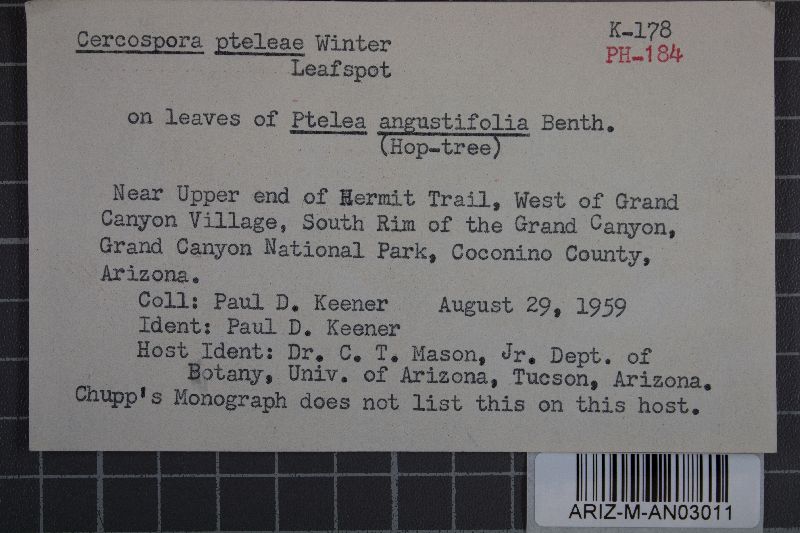 Cercospora pteleae Winter
Leafspot
K-178
PH-184
on leaves of Ptelea angustifolia Benth.
(Hop-tree)
Near Upper end of Hermit Trail, West of Grand
Canyon Village, South Rim of the Grand Canyon,
Grand Canyon National Park, Coconino County,
Arizona.
Coll: Paul D. Keener August 29, 1959
Ident: Paul D. Keener
Host Ident: Dr. C. T. Mason, Jr. Dept. of
Botany, Univ. of Arizona, Tucson, Arizona.
Chupp's Monograph does not list this on this host.
ARIZ-M-AN03011